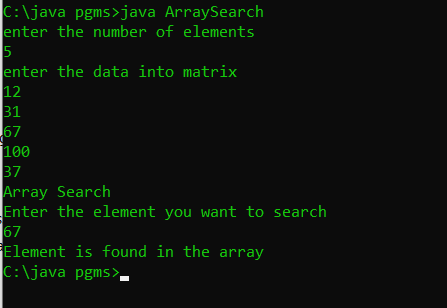 C:\java pgms>java ArraySearch
enter the number of elements
5
enter the data into matrix
12
31
67
100
37
Array Search
Enter the element you want to search
67
Element is found in the array
C:\java pgms>